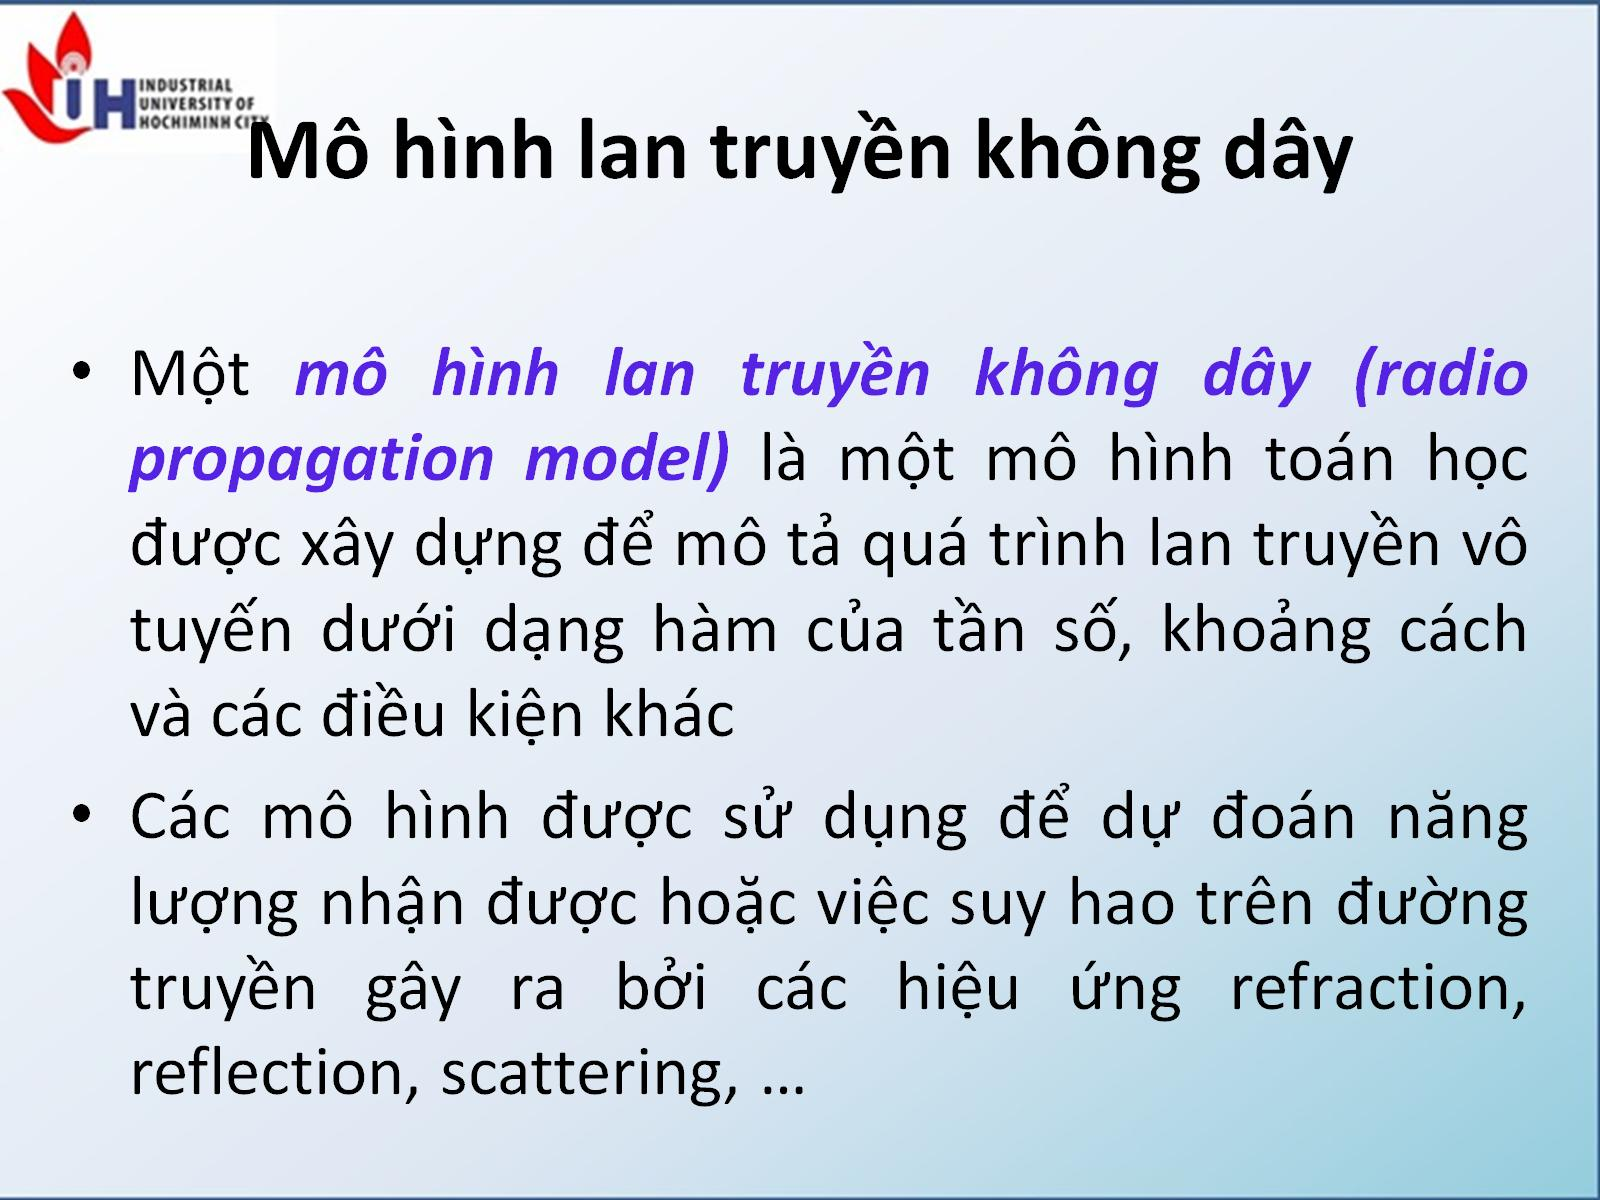 INDUSTRIAL
UNIVERSITY OF
HOCHIMINH CITY
IUH
Mô hình lan truyền không dây
• Một mô hình lan truyền không dây (radio
propagation model) là một mô hình toán học
được xây dựng để mô tả quá trình lan truyền vô
tuyến dưới dạng hàm của tần số, khoảng cách
và các điều kiện khác
• Các mô hình được sử dụng để dự đoán năng
lượng nhận được hoặc việc suy hao trên đường
truyền gây ra bởi các hiệu ứng refraction,
reflection, scattering, …